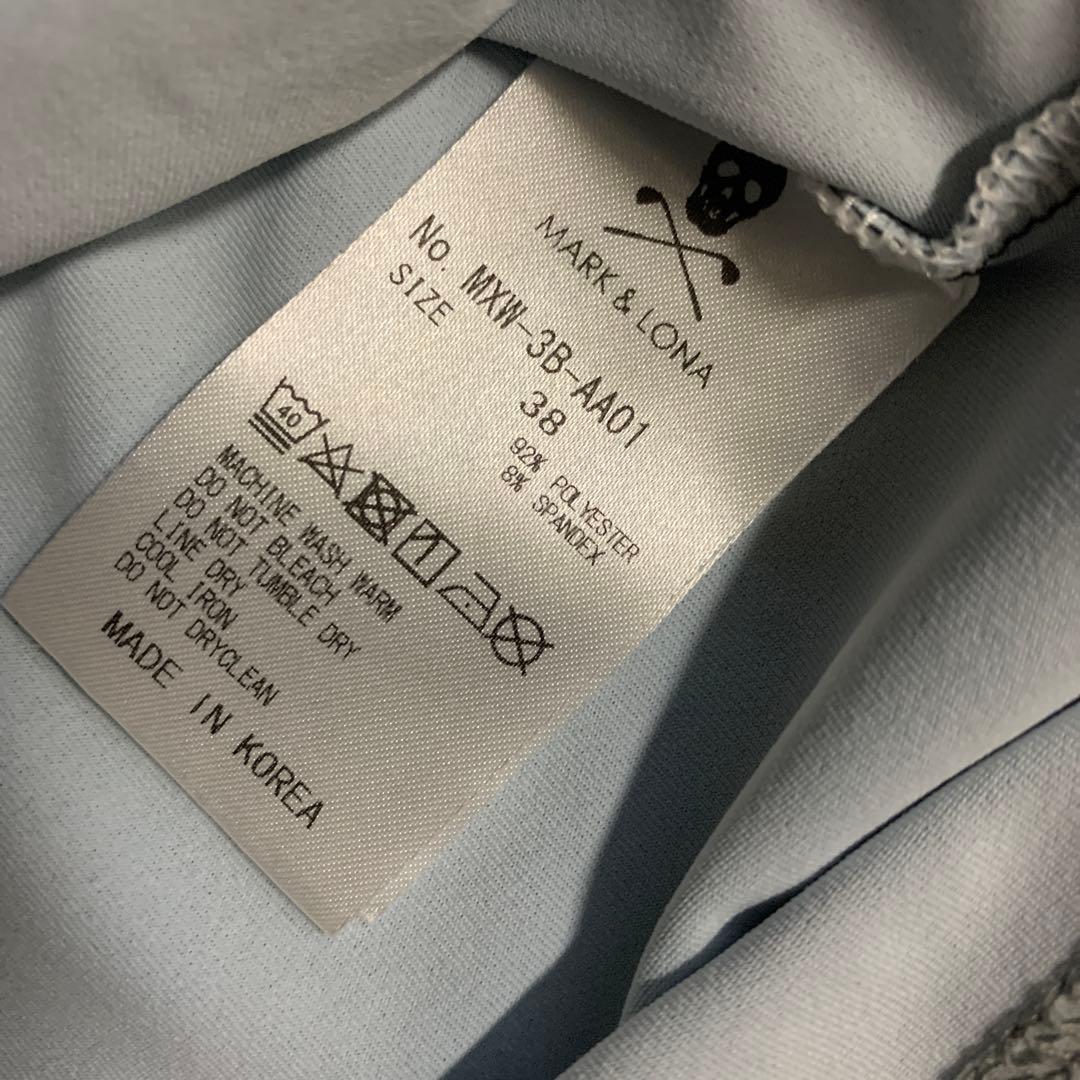 MARK & LONA
No. MXW-3B-AA01
SIZE 38
92% POLYESTER
8% SPANDEX
40
MACHINE WASH WARM
DO NOT BLEACH
DO NOT TUMBLE DRY
LINE DRY
COOL IRON
DO NOT DRYCLEAN
MADE IN KOREA